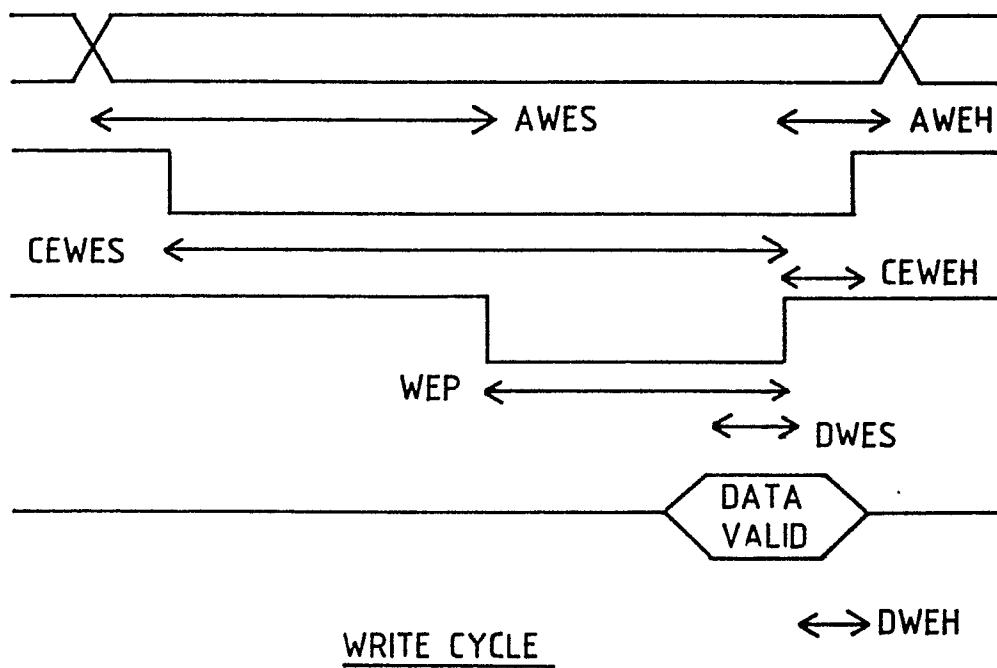 AWES
AWEH
CEWES
CEWEH
WEP
DWES
DATA
VALID
DWEH
WRITE CYCLE